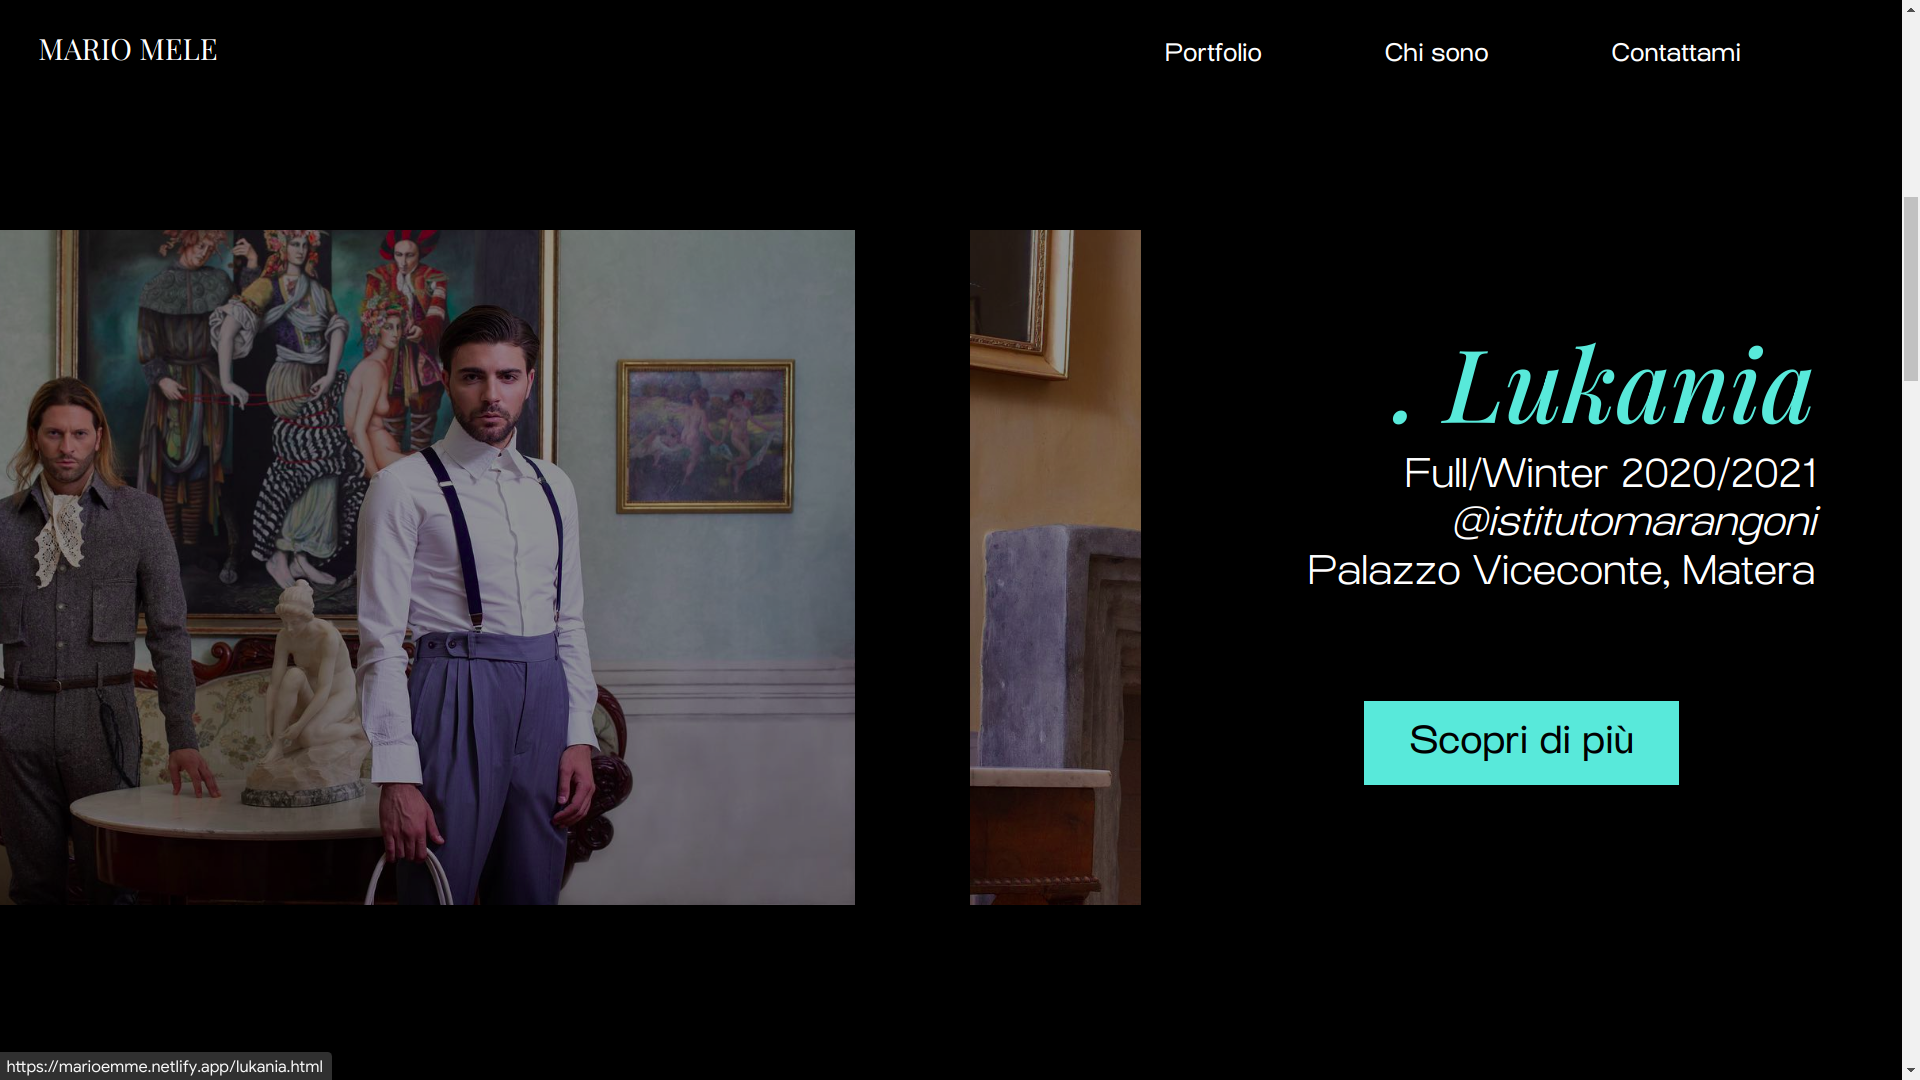 MARIO MELE
Portfolio
Chi sono
Contattami
. Lukania
Full/Winter 2020/2021
@istitutomarangoni
Palazzo Viceconte, Matera
Scopri di più
https://marioemme.netlify.app/lukania.html